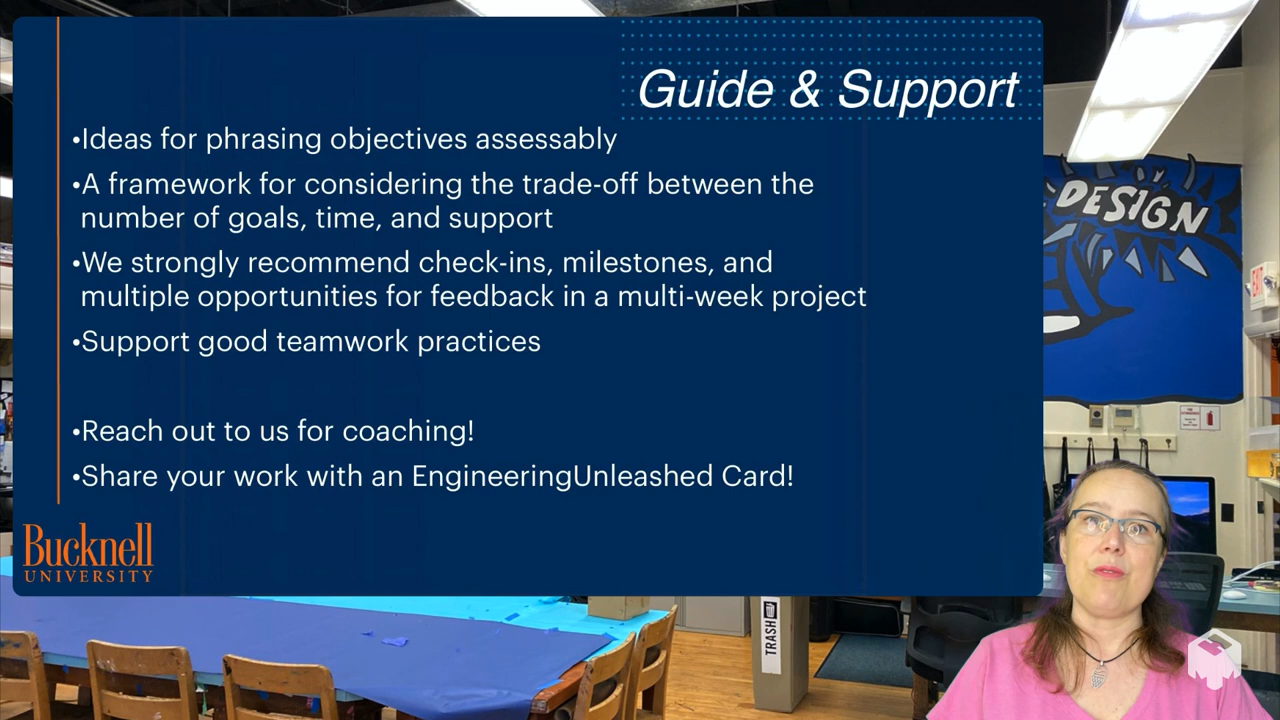 Guide & Support
•Ideas for phrasing objectives assessably
•A framework for considering the trade-off between the
number of goals, time, and support
•We strongly recommend check-ins, milestones, and
multiple opportunities for feedback in a multi-week project
•Support good teamwork practices
•Reach out to us for coaching!
•Share your work with an EngineeringUnleashed Card!
Bucknell
UNIVERSITY
DESIGN
EXIT
TRASH